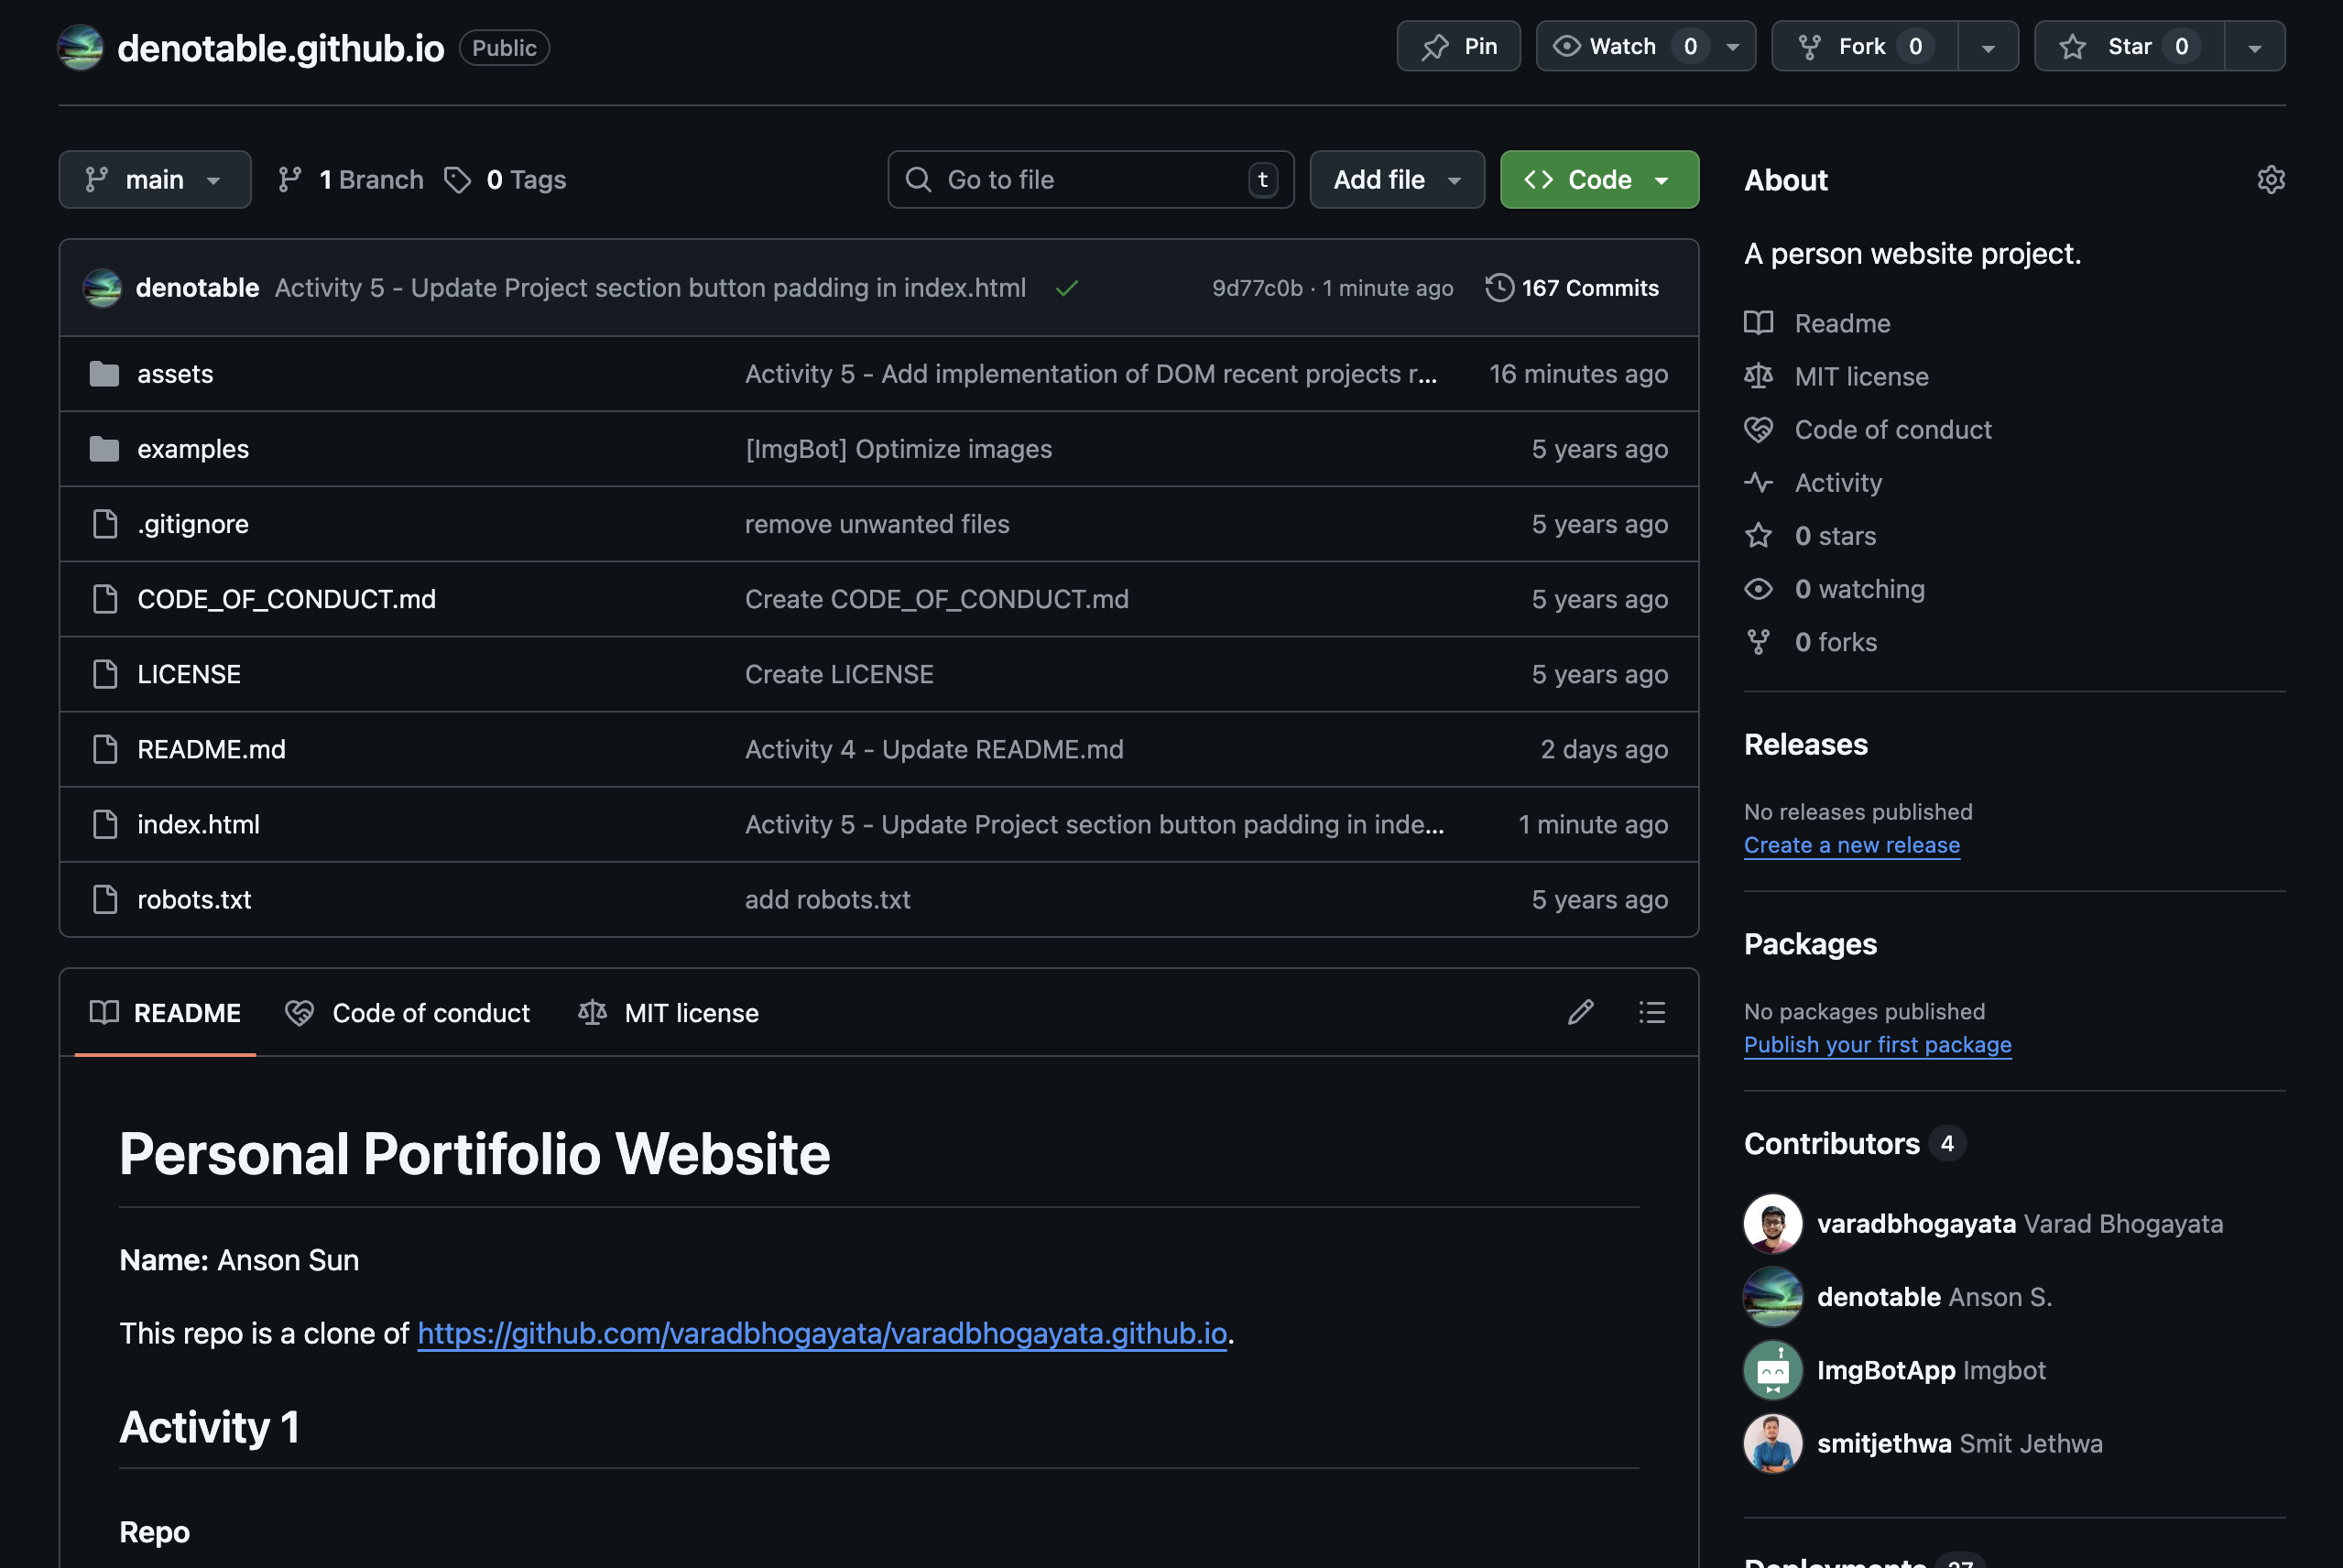 denotable.github.io Public Pin Watch 0 Fork 0 Star 0
main 1 Branch 0 Tags Go to file t Add file Code
denotable Activity 5 - Update Project section button padding in index.html 9d77c0b · 1 minute ago 167 Commits
assets Activity 5 - Add implementation of DOM recent projects r... 16 minutes ago
examples [ImgBot] Optimize images 5 years ago
.gitignore remove unwanted files 5 years ago
CODE_OF_CONDUCT.md Create CODE_OF_CONDUCT.md 5 years ago
LICENSE Create LICENSE 5 years ago
README.md Activity 4 - Update README.md 2 days ago
index.html Activity 5 - Update Project section button padding in inde... 1 minute ago
robots.txt add robots.txt 5 years ago
README Code of conduct MIT license
Personal Portifolio Website
Name: Anson Sun
This repo is a clone of https://github.com/varadbhogayata/varadbhogayata.github.io.
Activity 1
Repo
About
A person website project.
Readme
MIT license
Code of conduct
Activity
0 stars
0 watching
0 forks
Releases
No releases published
Create a new release
Packages
No packages published
Publish your first package
Contributors 4
varadbhogayata Varad Bhogayata
denotable Anson S.
ImgBotApp Imgbot
smitjethwa Smit Jethwa
Deployments 27